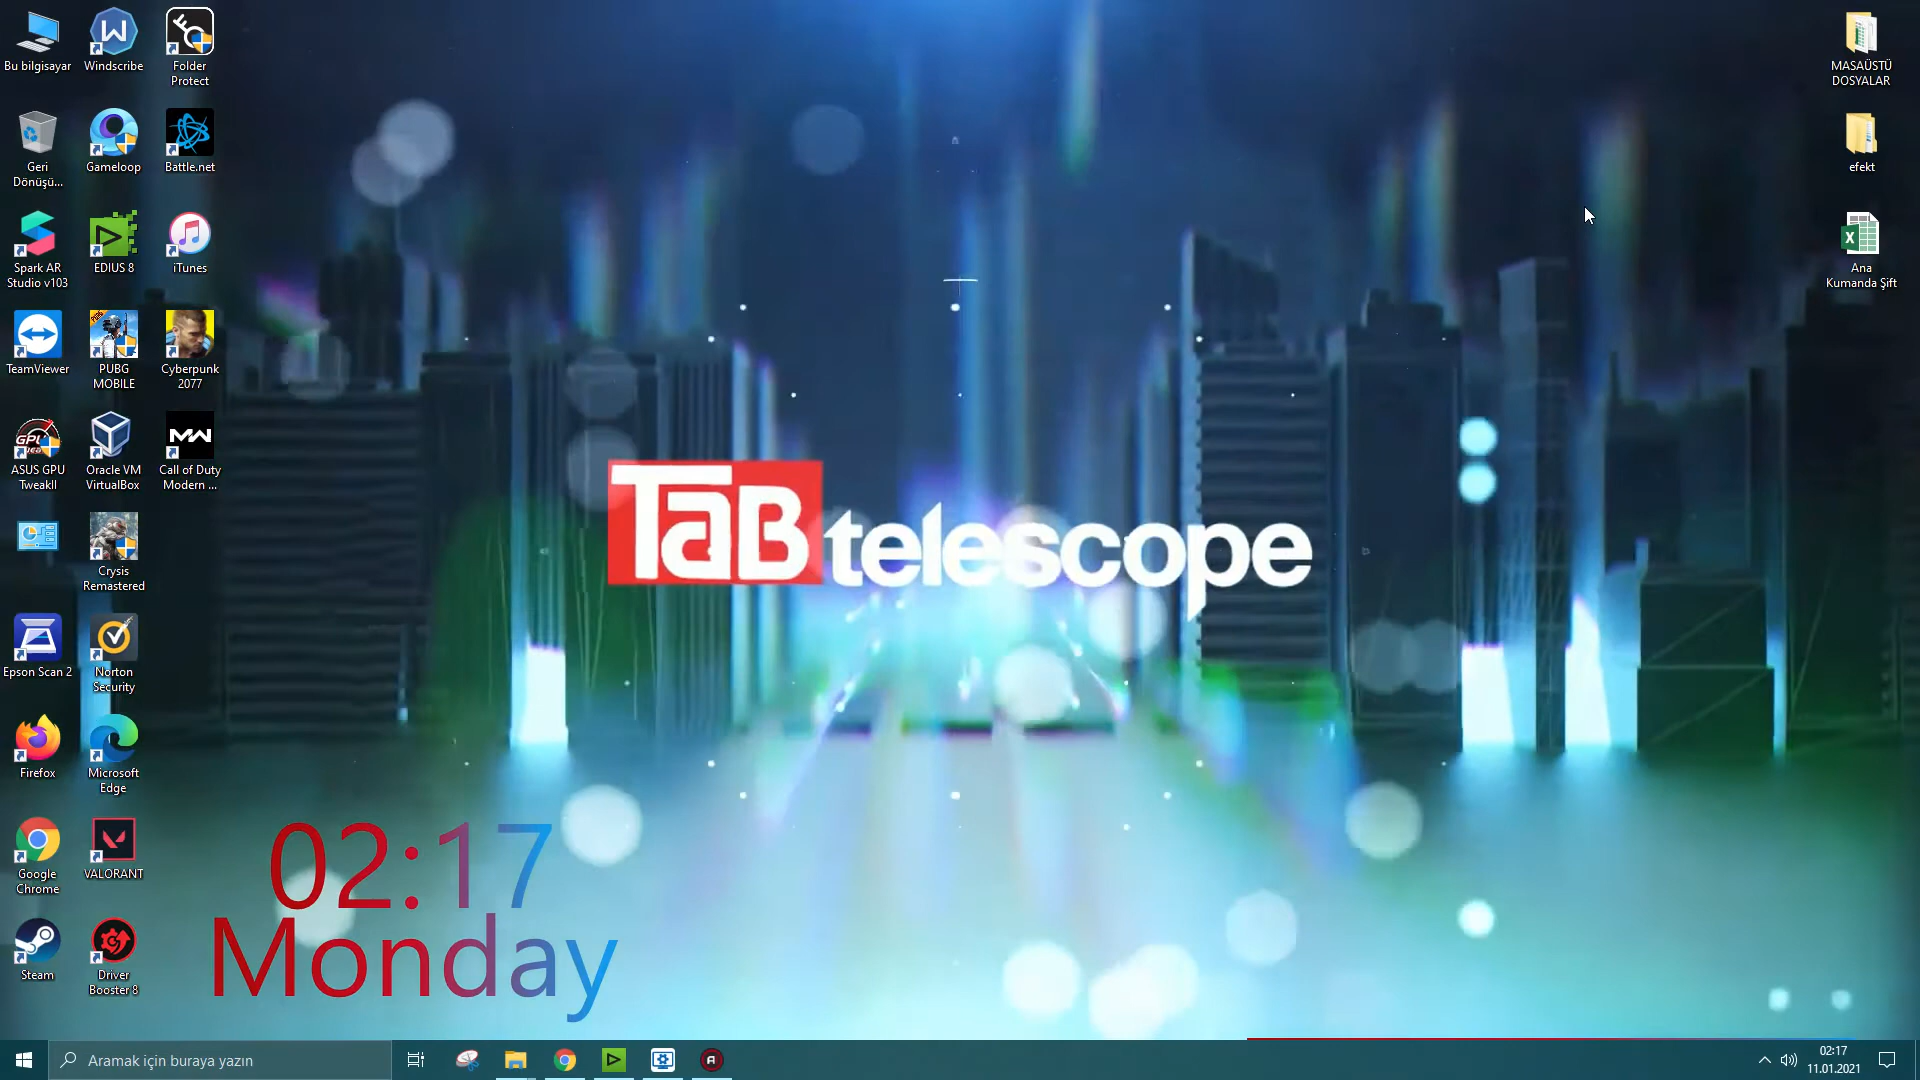 Bu bilgisayar
Windscribe
Folder
Protect
Geri
Dönüşü...
Gameloop
Battle.net
Spark AR
Studio v103
EDIUS 8
iTunes
TeamViewer
PUBG
MOBILE
Cyberpunk
2077
ASUS GPU
TweakII
Oracle VM
VirtualBox
Call of Duty
Modern ...
Crysis
Remastered
Epson Scan 2
Norton
Security
Firefox
Microsoft
Edge
Google
Chrome
VALORANT
Steam
Driver
Booster 8
MASAÜSTÜ
DOSYALAR
efekt
Ana
Kumanda Şift
TaB telescope
02:17
Monday
Aramak için buraya yazın
02:17
11.01.2021